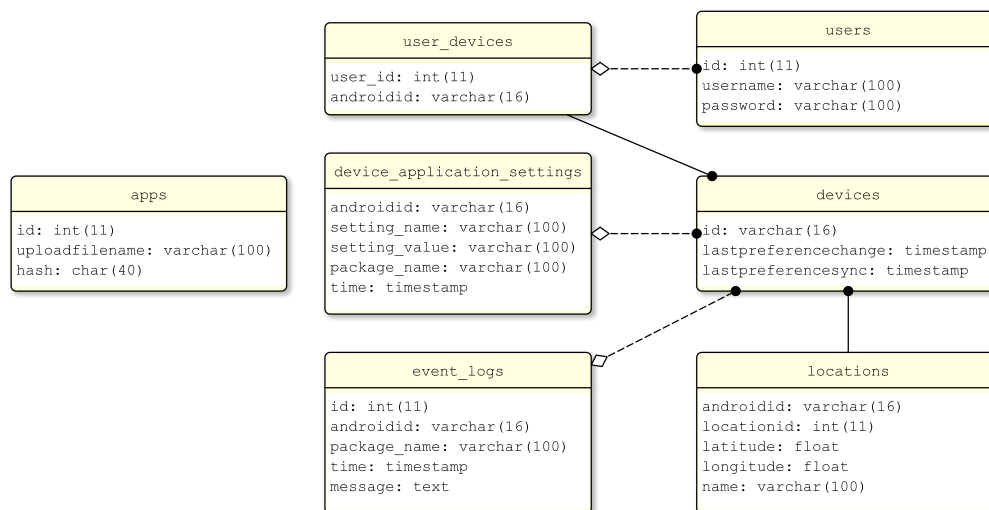 user_devices
user_id: int(11)
androidid: varchar(16)
users
id: int(11)
username: varchar(100)
password: varchar(100)
apps
id: int(11)
uploadfilename: varchar(100)
hash: char(40)
device_application_settings
androidid: varchar(16)
setting_name: varchar(100)
setting_value: varchar(100)
package_name: varchar(100)
time: timestamp
devices
id: varchar(16)
lastpreferencechange: timestamp
lastpreferencesync: timestamp
event_logs
id: int(11)
androidid: varchar(16)
package_name: varchar(100)
time: timestamp
message: text
locations
androidid: varchar(16)
locationid: int(11)
latitude: float
longitude: float
name: varchar(100)